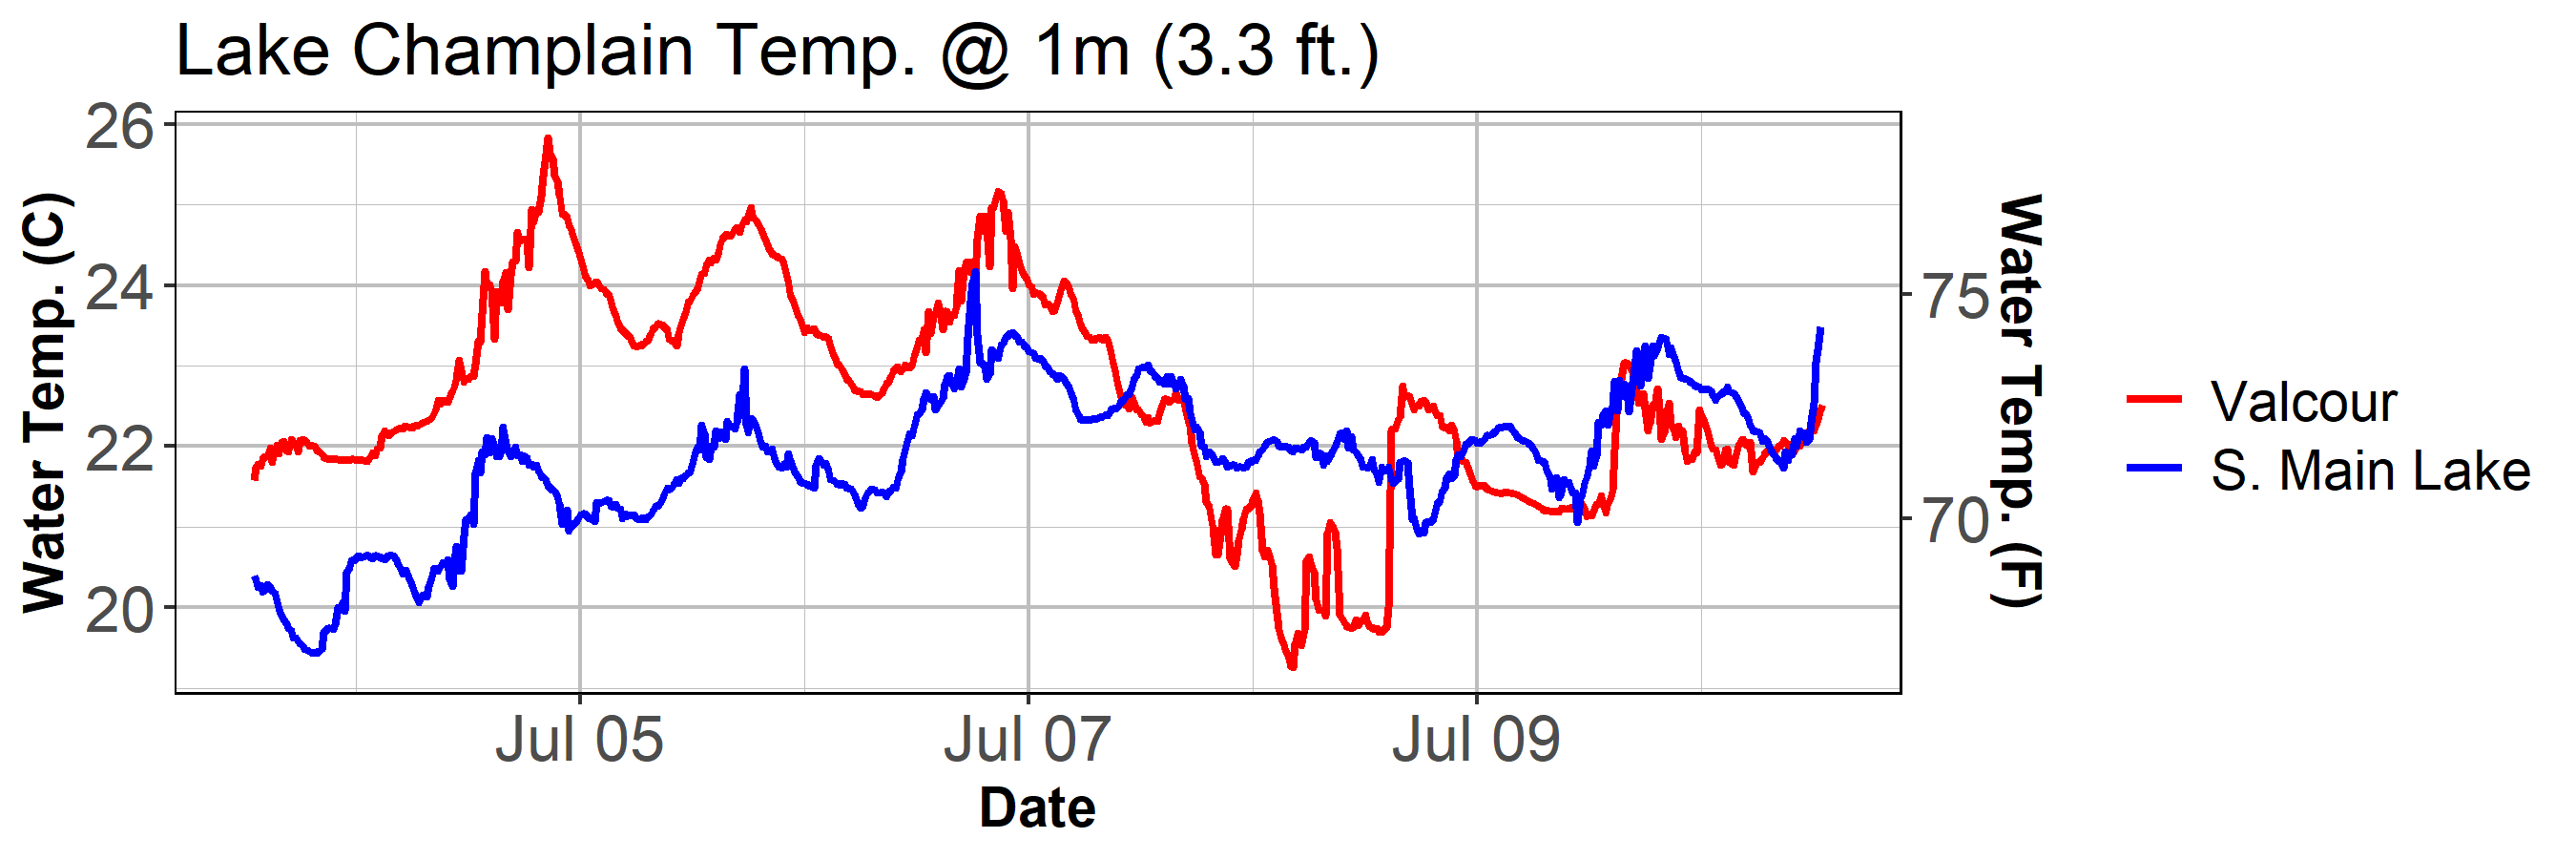 Lake Champlain Temp. @ 1m (3.3 ft.)
Water Temp. (C)
26
24
22
20
75
70
Water Temp. (F)
Jul 05
Jul 07
Jul 09
Date
Valcour
S. Main Lake